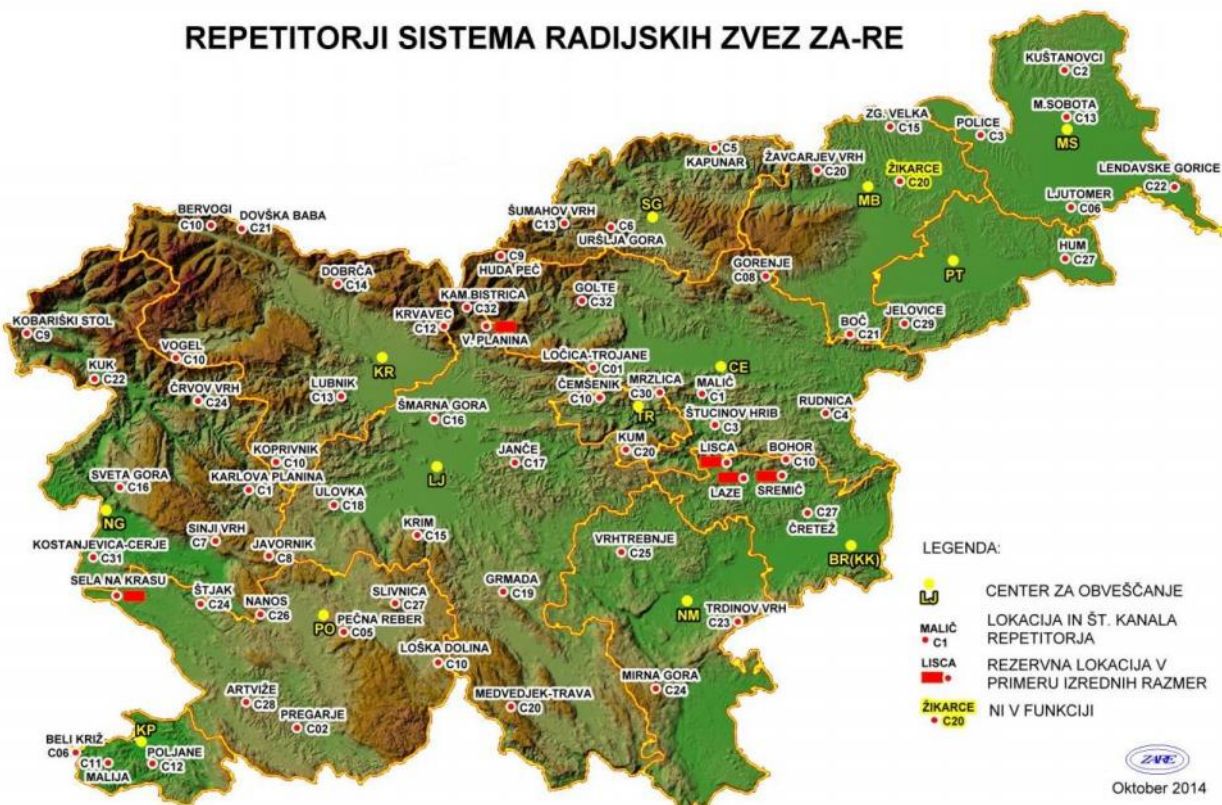 REPETITORJI SISTEMA RADIJSKIH ZVEZ ZA-RE
KUŠTANOVCI
C2
M.SOBOTA
C13
MS
ZG. VELKA
C15
POLICE
C3
C5
KAPUNAR
ŽAVCARJEV VRH
C20
ŽIKARCE
C20
MB
LENDAVSKE GORICE
C22
LJUTOMER
C06
HUM
C27
BERVOGI
C10
DOVŠKA BABA
C21
ŠUMAHOV VRH
C13
C6
URŠLJA GORA
SG
C9
HUDA PEČ
DOBRČA
C14
GORENJE
C08
PT
KAM.BISTRICA
C32
GOLTE
C32
KRVAVEC
C12
V. PLANINA
JELOVICE
C29
BOČ
C21
KOBARIŠKI STOL
C9
VOGEL
C10
KR
KUK
C22
LOČICA-TROJANE
C01
CE
ČRVOV VRH
C24
LUBNIK
C13
ČEMŠENIK
C10
MRZLICA
C30
MALIČ
C1
TR
RUDNICA
C4
ŠMARNA GORA
C16
ŠTUCINOV HRIB
C3
KUM
C20
KOPRIVNIK
C10
JANČE
C17
LISCA
BOHOR
C10
LJ
SVETA GORA
C16
KARLOVA PLANINA
C1
ULOVKA
C18
LAZE
SREMIČ
NG
C27
ČRETEŽ
SINJI VRH
C7
KRIM
C15
KOSTANJEVICA-CERJE
C31
JAVORNIK
C8
VRHTREBNJE
C25
BR(KK)
SELA NA KRASU
ŠTJAK
C24
NANOS
C26
SLIVNICA
C27
GRMADA
C19
PO
PEČNA REBER
C05
NM
TRDINOV VRH
C23
LOŠKA DOLINA
C10
ARTVIŽE
C28
PREGARJE
C02
MEDVEDJEK-TRAVA
C20
MIRNA GORA
C24
BELI KRIŽ
C06
KP
C11
MALIJA
POLJANE
C12
LEGENDA:
LJ
CENTER ZA OBVEŠČANJE
MALIČ
C1
LOKACIJA IN ŠT. KANALA
REPETITORJA
LISCA
REZERVNA LOKACIJA V
PRIMERU IZREDNIH RAZMER
ŽIKARCE
C20
NI V FUNKCIJI
ZARE
Oktober 2014